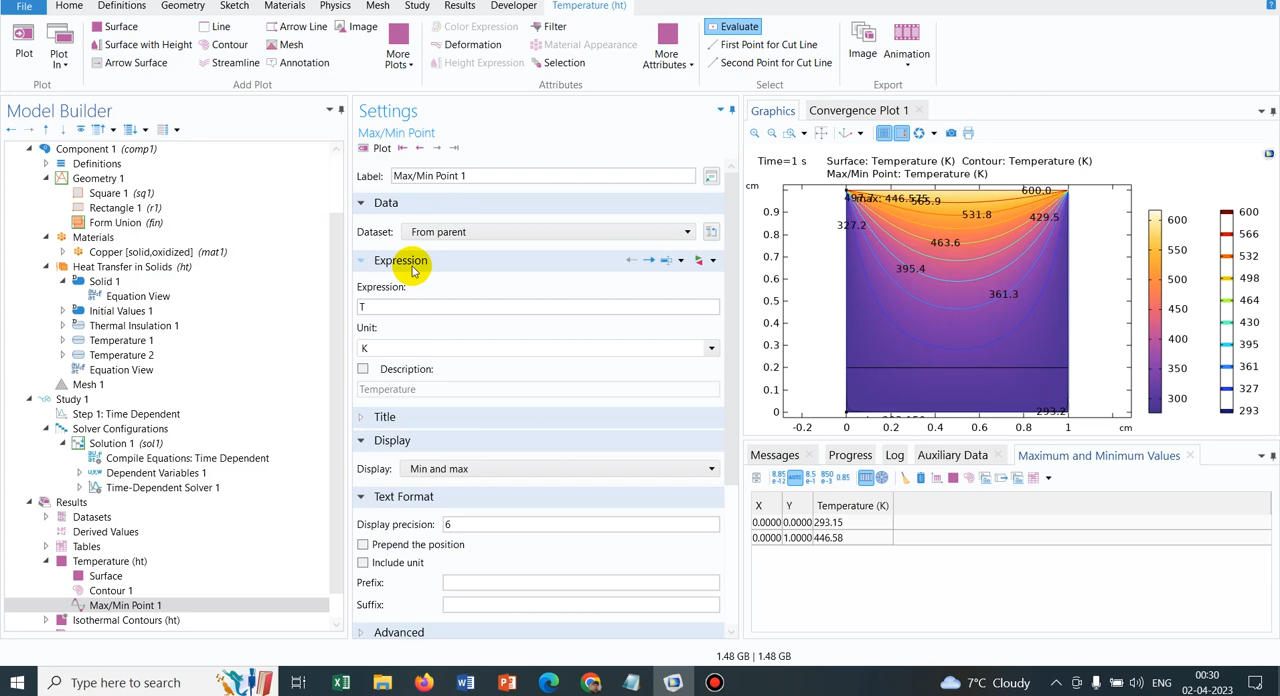 File Home Definitions Geometry Sketch Materials Physics Mesh Study Results Developer Temperature (ht)
Plot
Plot In
Surface
Surface with Height
Arrow Surface
Line
Contour
Streamline
Arrow Line
Mesh
Annotation
Image
More Plots
Color Expression
Deformation
Height Expression
Filter
Material Appearance
Selection
More Attributes
Evaluate
First Point for Cut Line
Second Point for Cut Line
Image
Animation
Plot Add Plot Attributes Select Export
Model Builder
Component 1 (comp1)
Definitions
Geometry 1
Square 1 (sq1)
Rectangle 1 (r1)
Form Union (fin)
Materials
Copper [solid,oxidized] (mat1)
Heat Transfer in Solids (ht)
Solid 1
Equation View
Initial Values 1
Thermal Insulation 1
Temperature 1
Temperature 2
Equation View
Mesh 1
Study 1
Step 1: Time Dependent
Solver Configurations
Solution 1 (sol1)
Compile Equations: Time Dependent
Dependent Variables 1
Time-Dependent Solver 1
Results
Datasets
Derived Values
Tables
Temperature (ht)
Surface
Contour 1
Max/Min Point 1
Isothermal Contours (ht)
Settings
Max/Min Point
Plot
Label: Max/Min Point 1
Data
Dataset: From parent
Expression
Expression:
T
Unit:
K
Description:
Temperature
Title
Display
Display: Min and max
Text Format
Display precision: 6
Prepend the position
Include unit
Prefix:
Suffix:
Advanced
Graphics Convergence Plot 1
Time=1 s Surface: Temperature (K) Contour: Temperature (K)
Max/Min Point: Temperature (K)
cm
0.9
0.8
0.7
0.6
0.5
0.4
0.3
0.2
0.1
0
-0.2 0 0.2 0.4 0.6 0.8 1 cm
497.7 max: 446.575 565.9 600.0
327.2 531.8 429.5
463.6
395.4
361.3
293.2
600
550
500
450
400
350
300
600
566
532
498
464
430
395
361
327
293
Messages Progress Log Auxiliary Data Maximum and Minimum Values
8.85 e-12 AUTO 8.5 e-1 850 e-3 0.85
X Y Temperature (K)
0.0000 0.0000 293.15
0.0000 1.0000 446.58
1.48 GB | 1.48 GB
Type here to search
7°C Cloudy
ENG
00:30
02-04-2023